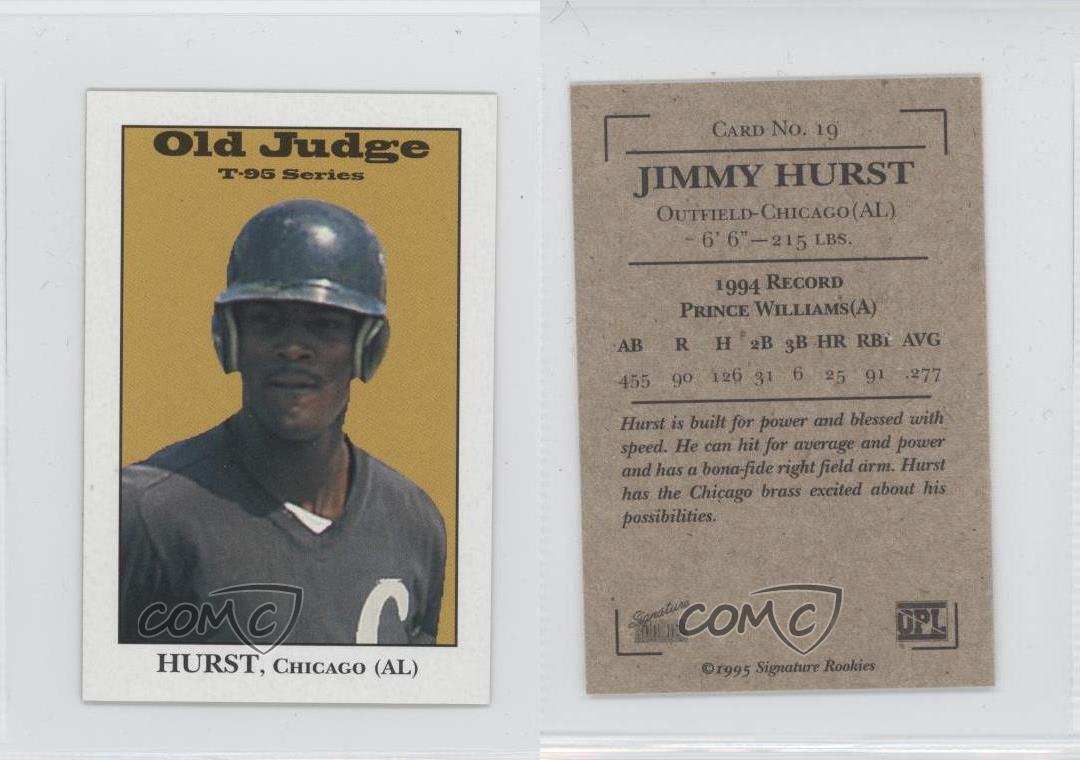 Old Judge
T-95 Series
C
COMC
HURST, CHICAGO (AL)
CARD NO. 19
JIMMY HURST
OUTFIELD-CHICAGO(AL)
6' 6"—215 LBS.
1994 RECORD
PRINCE WILLIAMS(A)
AB R H 2B 3B HR RBI AVG
455 90 126 31 6 25 91 .277
Hurst is built for power and blessed with
speed. He can hit for average and power
and has a bona-fide right field arm. Hurst
has the Chicago brass excited about his
possibilities.
Signature
COMC
OPL
©1995 Signature Rookies